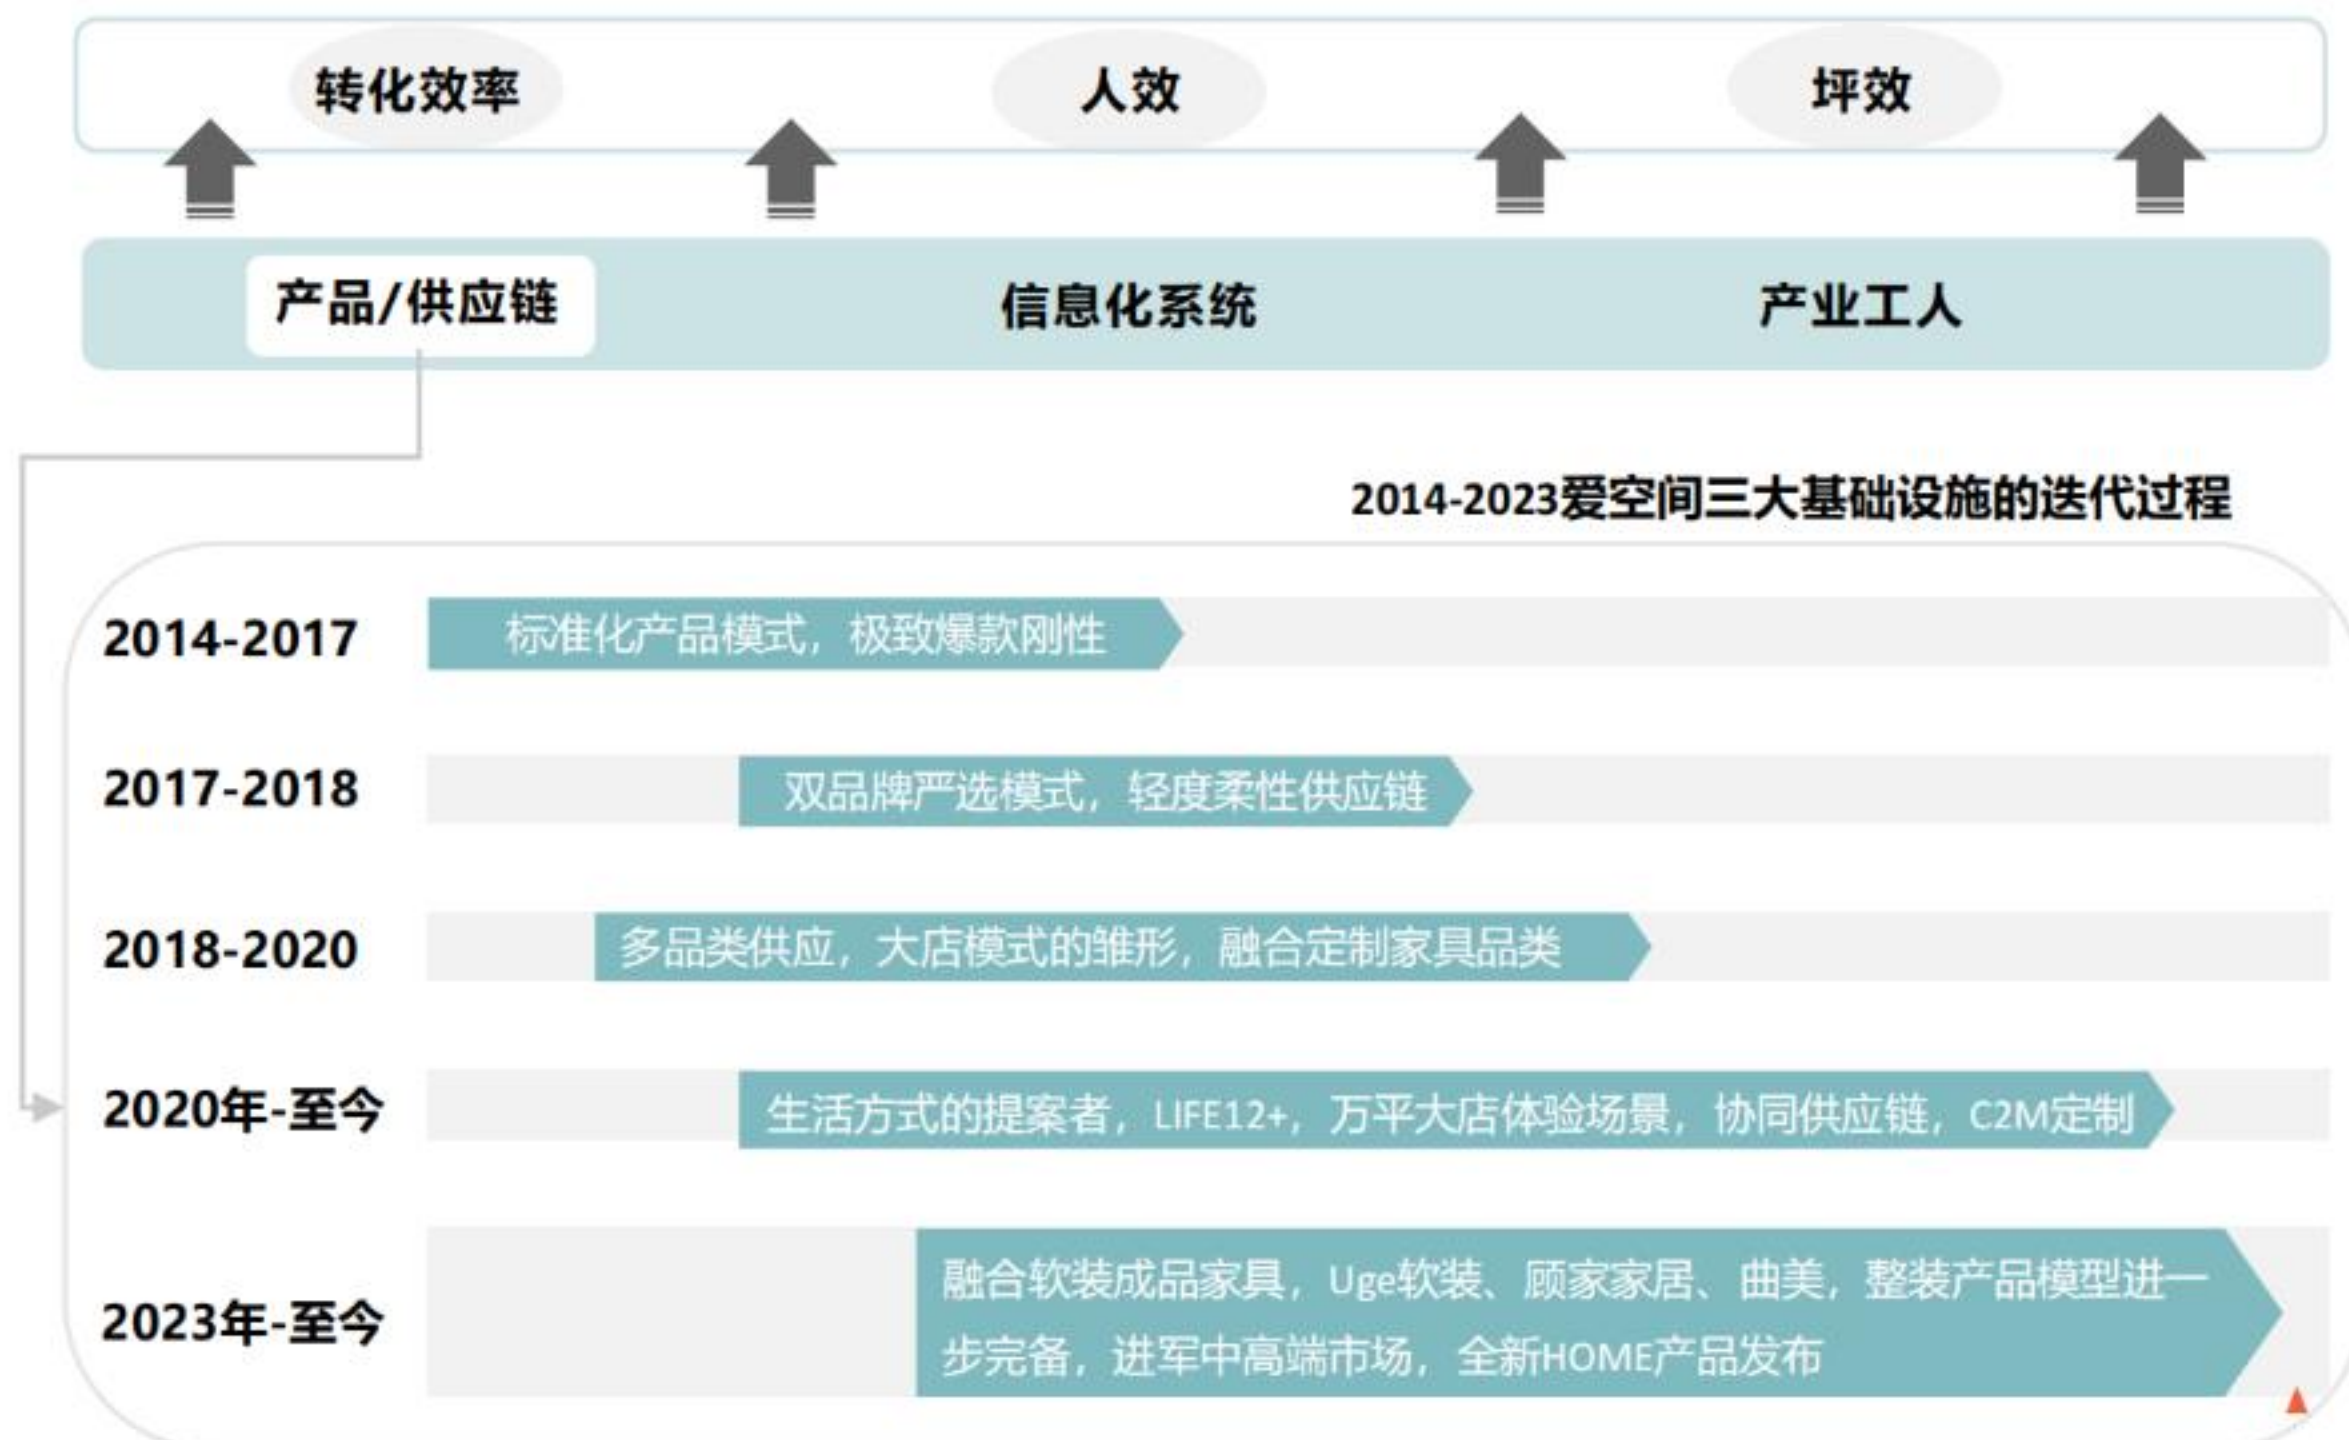 转化效率
人效
坪效
产品/供应链
信息化系统
产业工人
2014-2023爱空间三大基础设施的迭代过程
2014-2017
标准化产品模式，极致爆款刚性
2017-2018
双品牌严选模式，轻度柔性供应链
2018-2020
多品类供应，大店模式的雏形，融合定制家具品类
2020年-至今
生活方式的提案者，LIFE12+，万平大店体验场景，协同供应链，C2M定制
2023年-至今
融合软装成品家具，Uge软装、顾家家居、曲美，整装产品模型进一
步完备，进军中高端市场，全新HOME产品发布